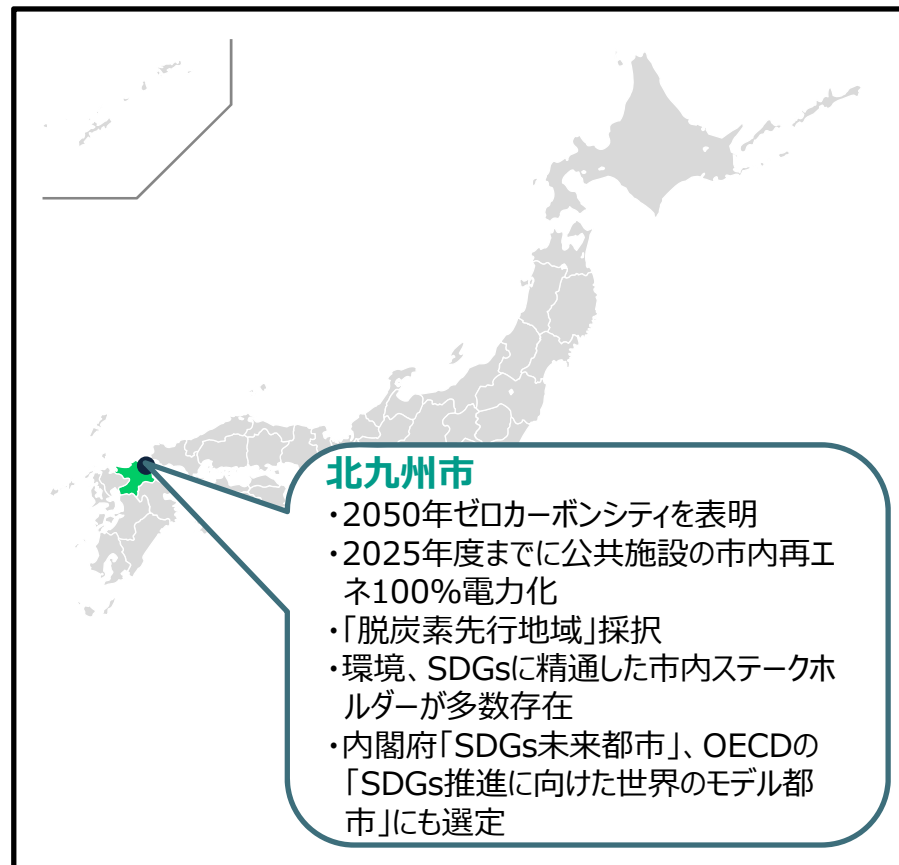 北九州市
・2050年ゼロカーボンシティを表明
・2025年度までに公共施設の市内再エ
ネ100%電力化
・「脱炭素先行地域」採択
・環境、SDGsに精通した市内ステークホ
ルダーが多数存在
・内閣府「SDGs未来都市」、OECDの
「SDGs推進に向けた世界のモデル都
市」にも選定